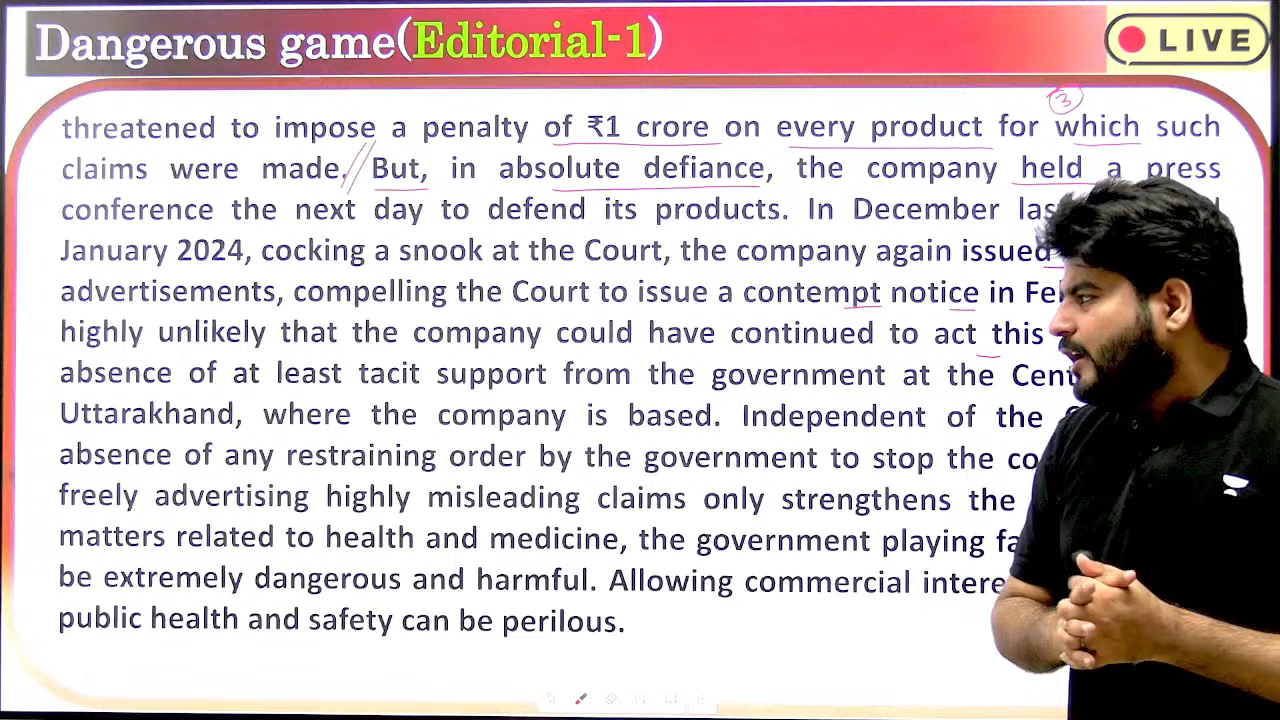 Dangerous game(Editorial-1)
LIVE
3
threatened to impose a penalty of ₹1 crore on every product for which such
claims were made. But, in absolute defiance, the company held a press
conference the next day to defend its products. In December
January 2024, cocking a snook at the Court, the company again issued
advertisements, compelling the Court to issue a contempt notice in
highly unlikely that the company could have continued to act this
absence of at least tacit support from the government at the
Uttarakhand, where the company is based. Independent of the
absence of any restraining order by the government to stop the
freely advertising highly misleading claims only strengthens the
matters related to health and medicine, the government playing
be extremely dangerous and harmful. Allowing commercial
public health and safety can be perilous.